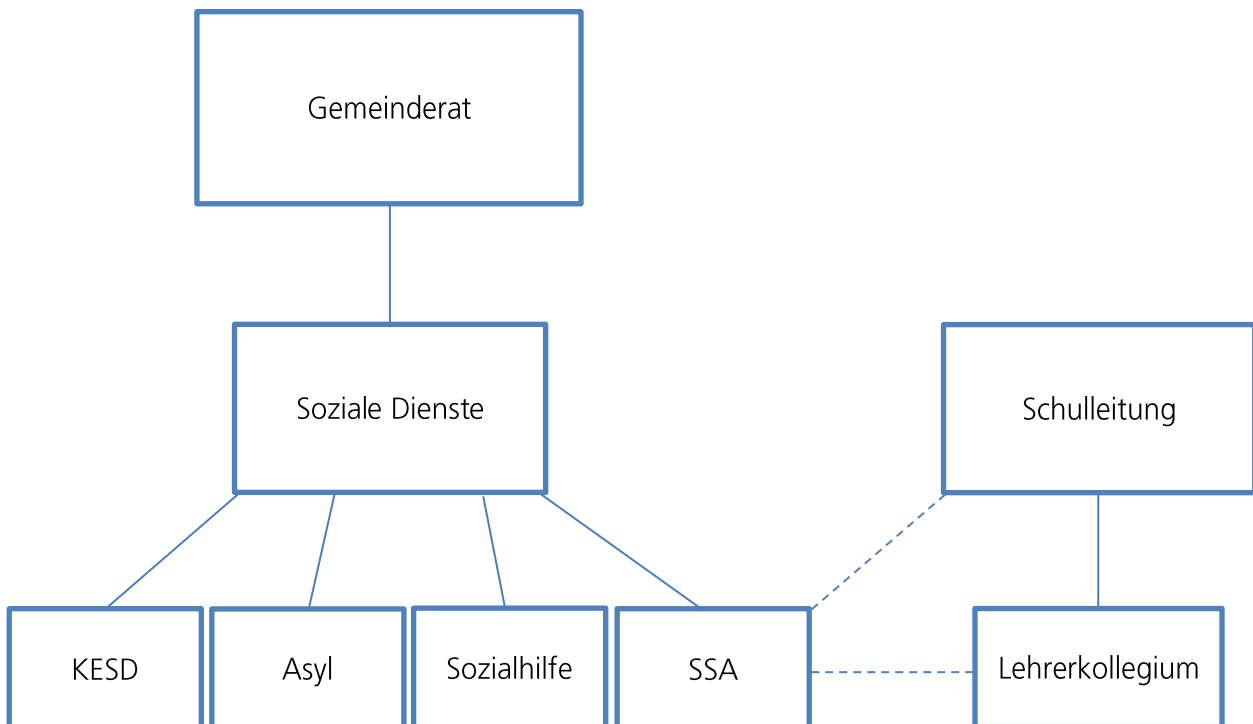 Gemeinderat
Soziale Dienste
Schulleitung
KESD
Asyl
Sozialhilfe
SSA
Lehrerkollegium